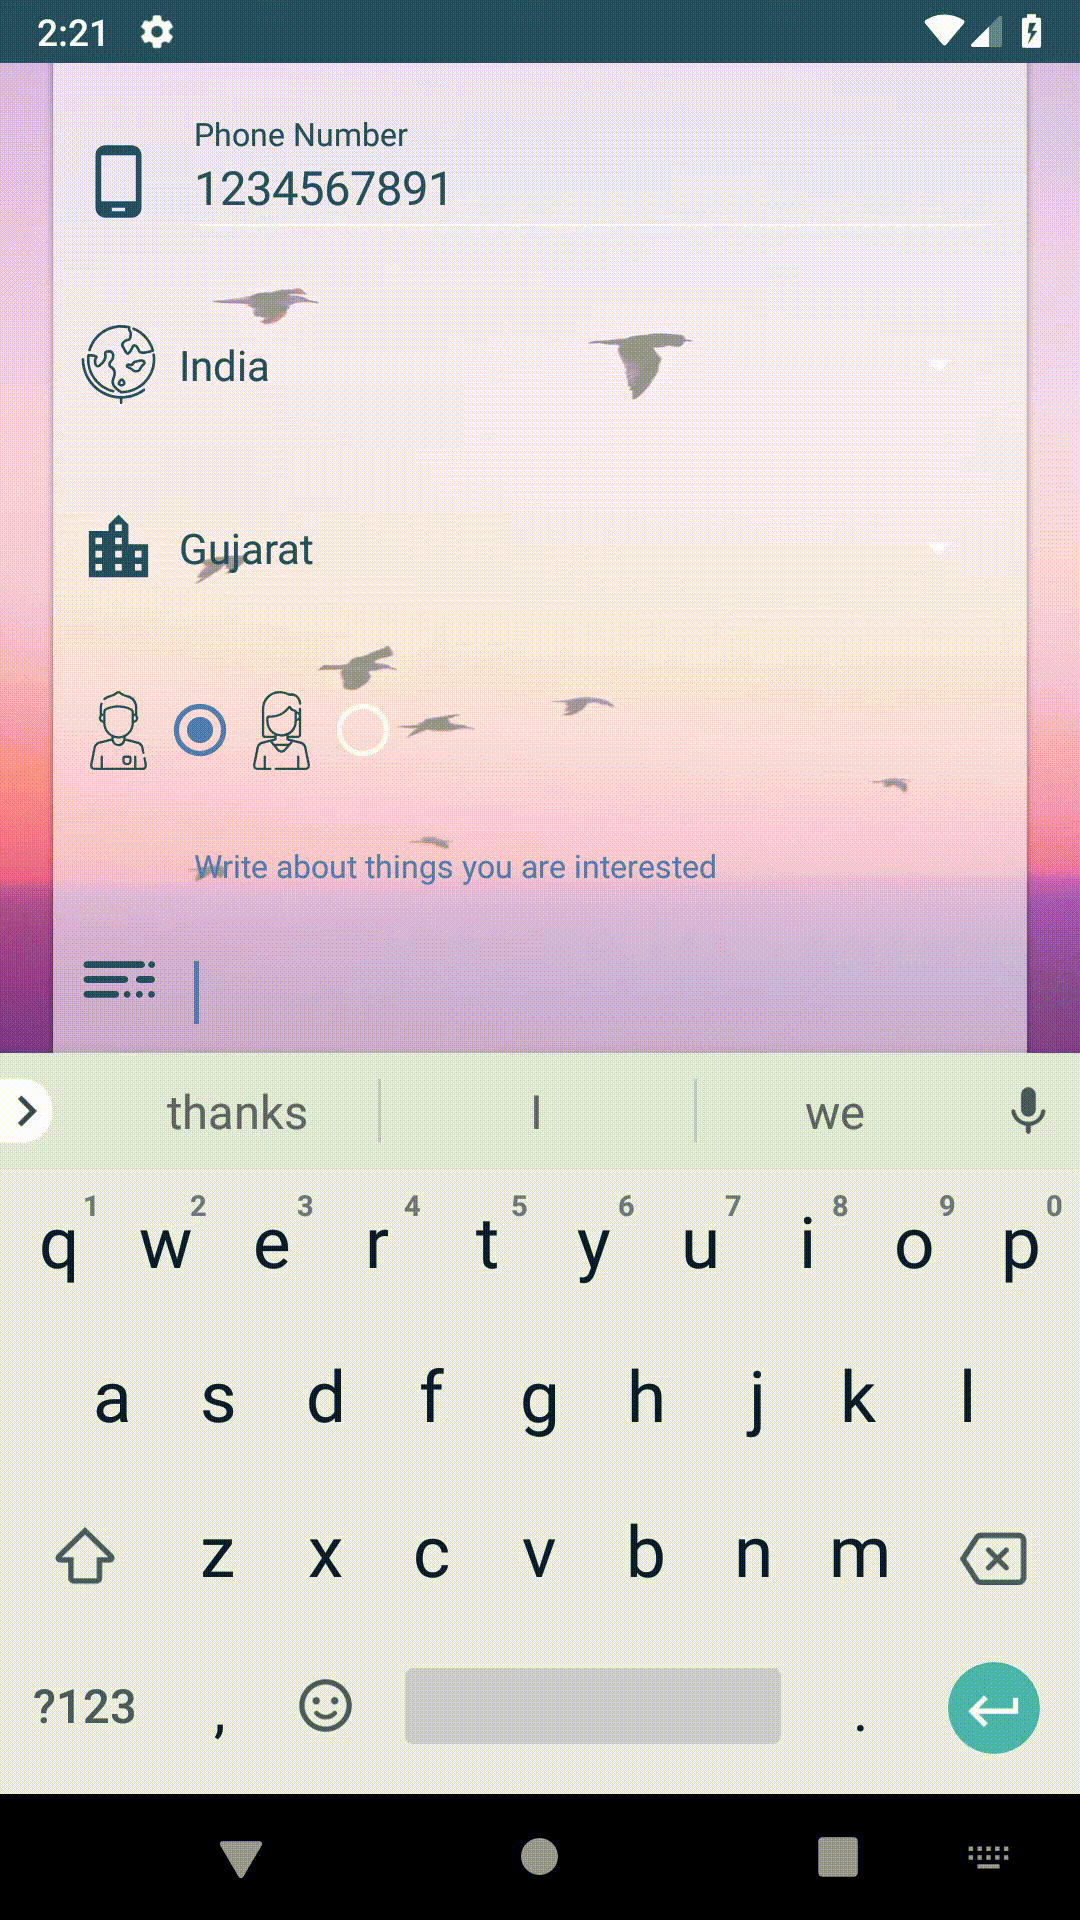 2:21
Phone Number
1234567891
India
Gujarat
Write about things you are interested
thanks I we
1 2 3 4 5 6 7 8 9 0
q w e r t y u i o p
a s d f g h j k l
z x c v b n m
?123 , .